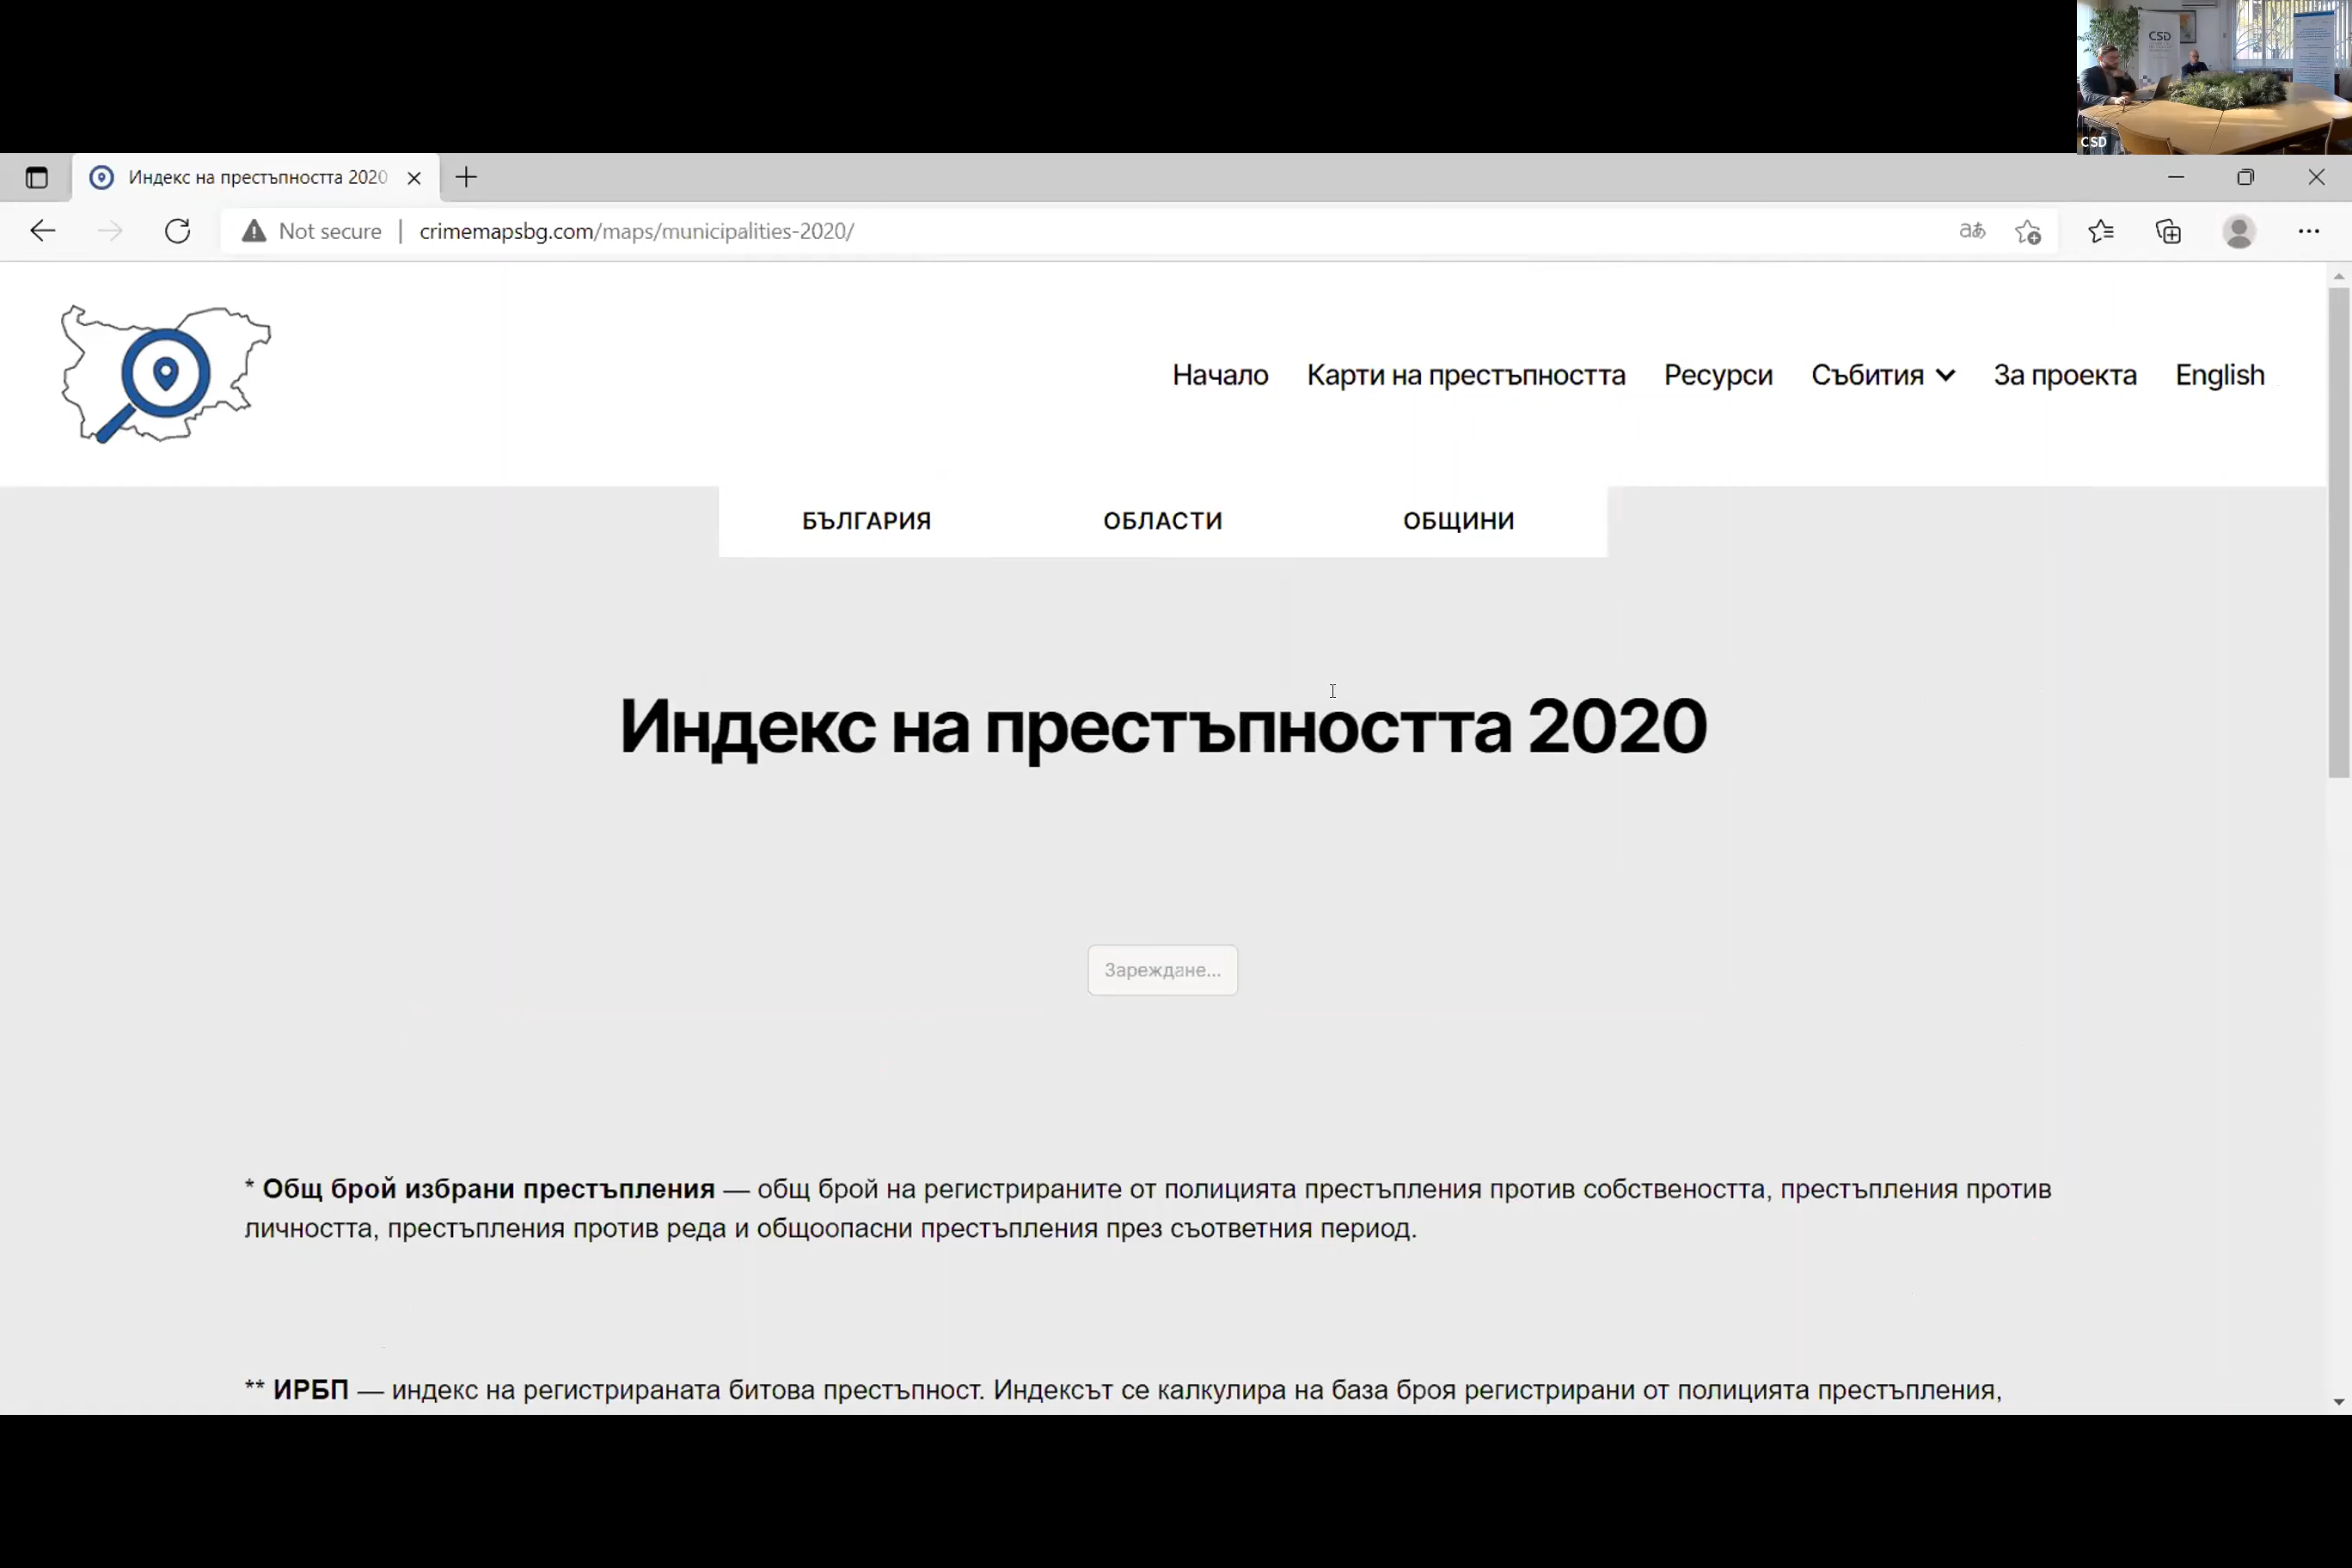 CSD
CSD
Индекс на престъпността 2020
Not secure | crimemapsbg.com/maps/municipalities-2020/
Начало Карти на престъпността Ресурси Събития За проекта English
БЪЛГАРИЯ ОБЛАСТИ ОБЩИНИ
Индекс на престъпността 2020
Зареждане...
* Общ брой избрани престъпления — общ брой на регистрираните от полицията престъпления против собствеността, престъпления против
личността, престъпления против реда и общоопасни престъпления през съответния период.
** ИРБП — индекс на регистрираната битова престъпност. Индексът се калкулира на база броя регистрирани от полицията престъпления,